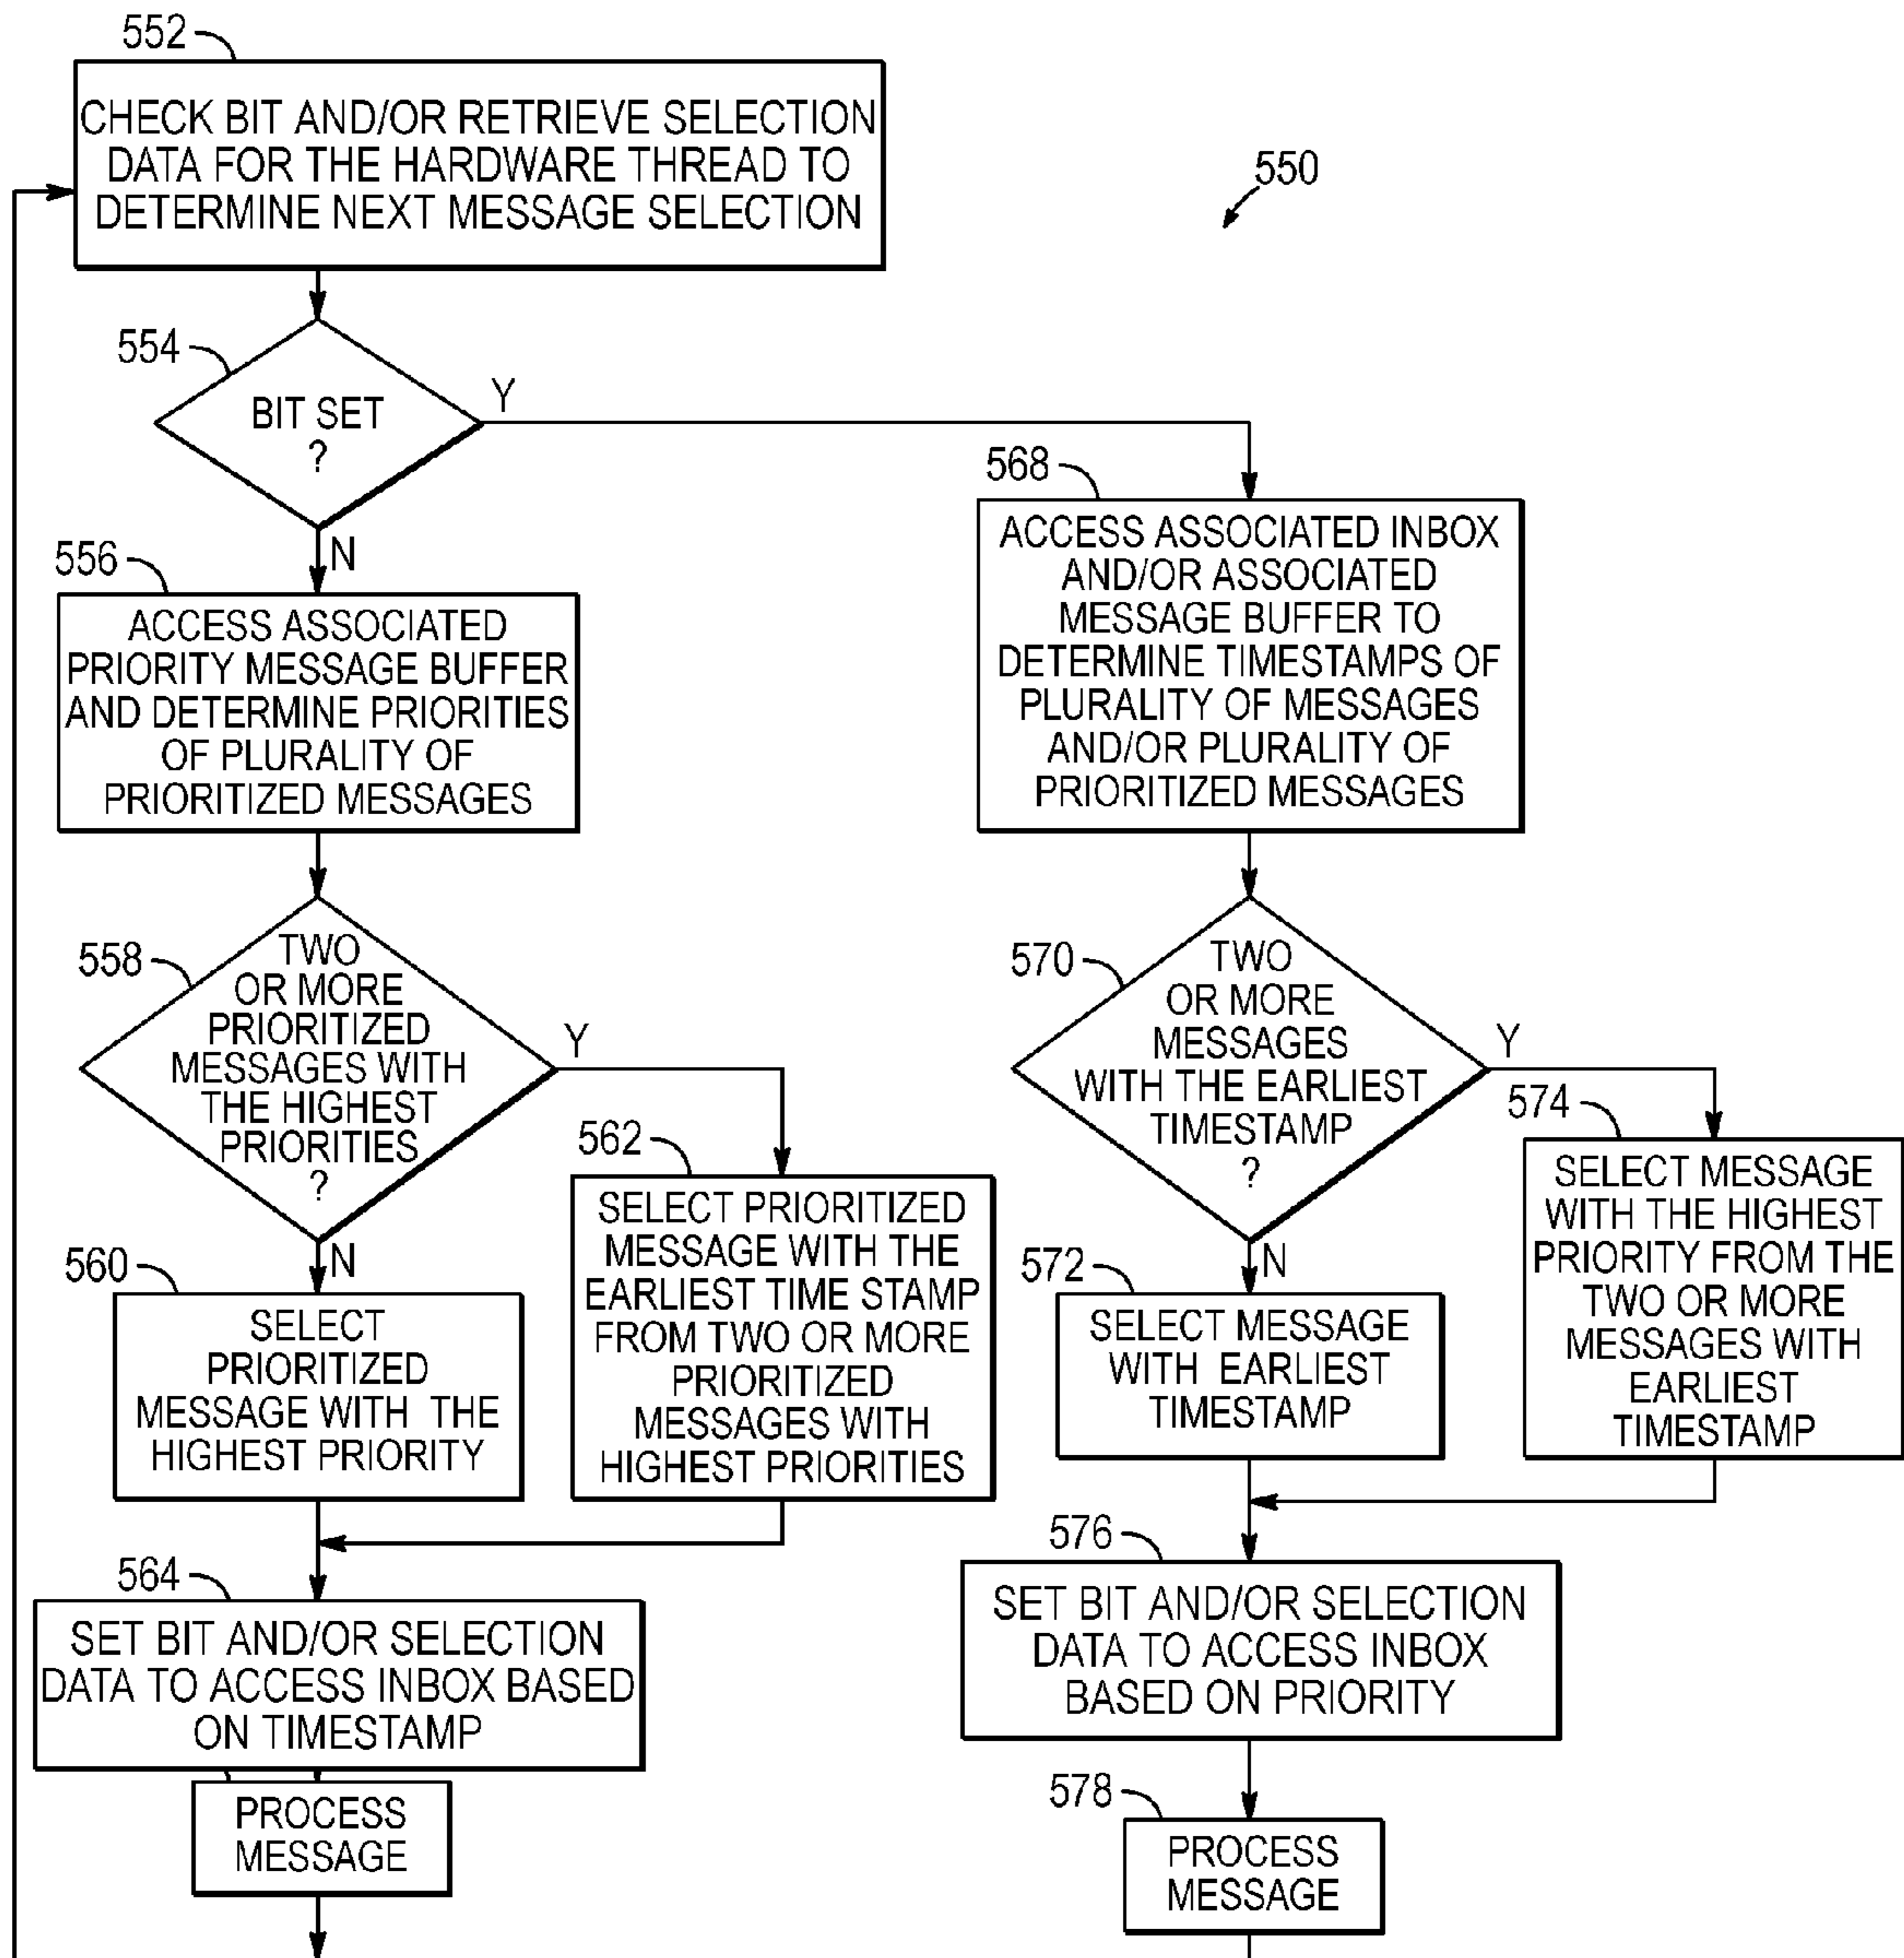 552
CHECK BIT AND/OR RETRIEVE SELECTION
DATA FOR THE HARDWARE THREAD TO
DETERMINE NEXT MESSAGE SELECTION
550
554
BIT SET
?
Y
N
556
ACCESS ASSOCIATED
PRIORITY MESSAGE BUFFER
AND DETERMINE PRIORITIES
OF PLURALITY OF
PRIORITIZED MESSAGES
558
TWO
OR MORE
PRIORITIZED
MESSAGES WITH
THE HIGHEST
PRIORITIES
?
Y
N
560
SELECT
PRIORITIZED
MESSAGE WITH THE
HIGHEST PRIORITY
562
SELECT PRIORITIZED
MESSAGE WITH THE
EARLIEST TIME STAMP
FROM TWO OR MORE
PRIORITIZED
MESSAGES WITH
HIGHEST PRIORITIES
564
SET BIT AND/OR SELECTION
DATA TO ACCESS INBOX BASED
ON TIMESTAMP
PROCESS
MESSAGE
568
ACCESS ASSOCIATED INBOX
AND/OR ASSOCIATED
MESSAGE BUFFER TO
DETERMINE TIMESTAMPS OF
PLURALITY OF MESSAGES
AND/OR PLURALITY OF
PRIORITIZED MESSAGES
570
TWO
OR MORE
MESSAGES
WITH THE EARLIEST
TIMESTAMP
?
Y
N
572
SELECT MESSAGE
WITH EARLIEST
TIMESTAMP
574
SELECT MESSAGE
WITH THE HIGHEST
PRIORITY FROM THE
TWO OR MORE
MESSAGES WITH
EARLIEST
TIMESTAMP
576
SET BIT AND/OR SELECTION
DATA TO ACCESS INBOX
BASED ON PRIORITY
578
PROCESS
MESSAGE